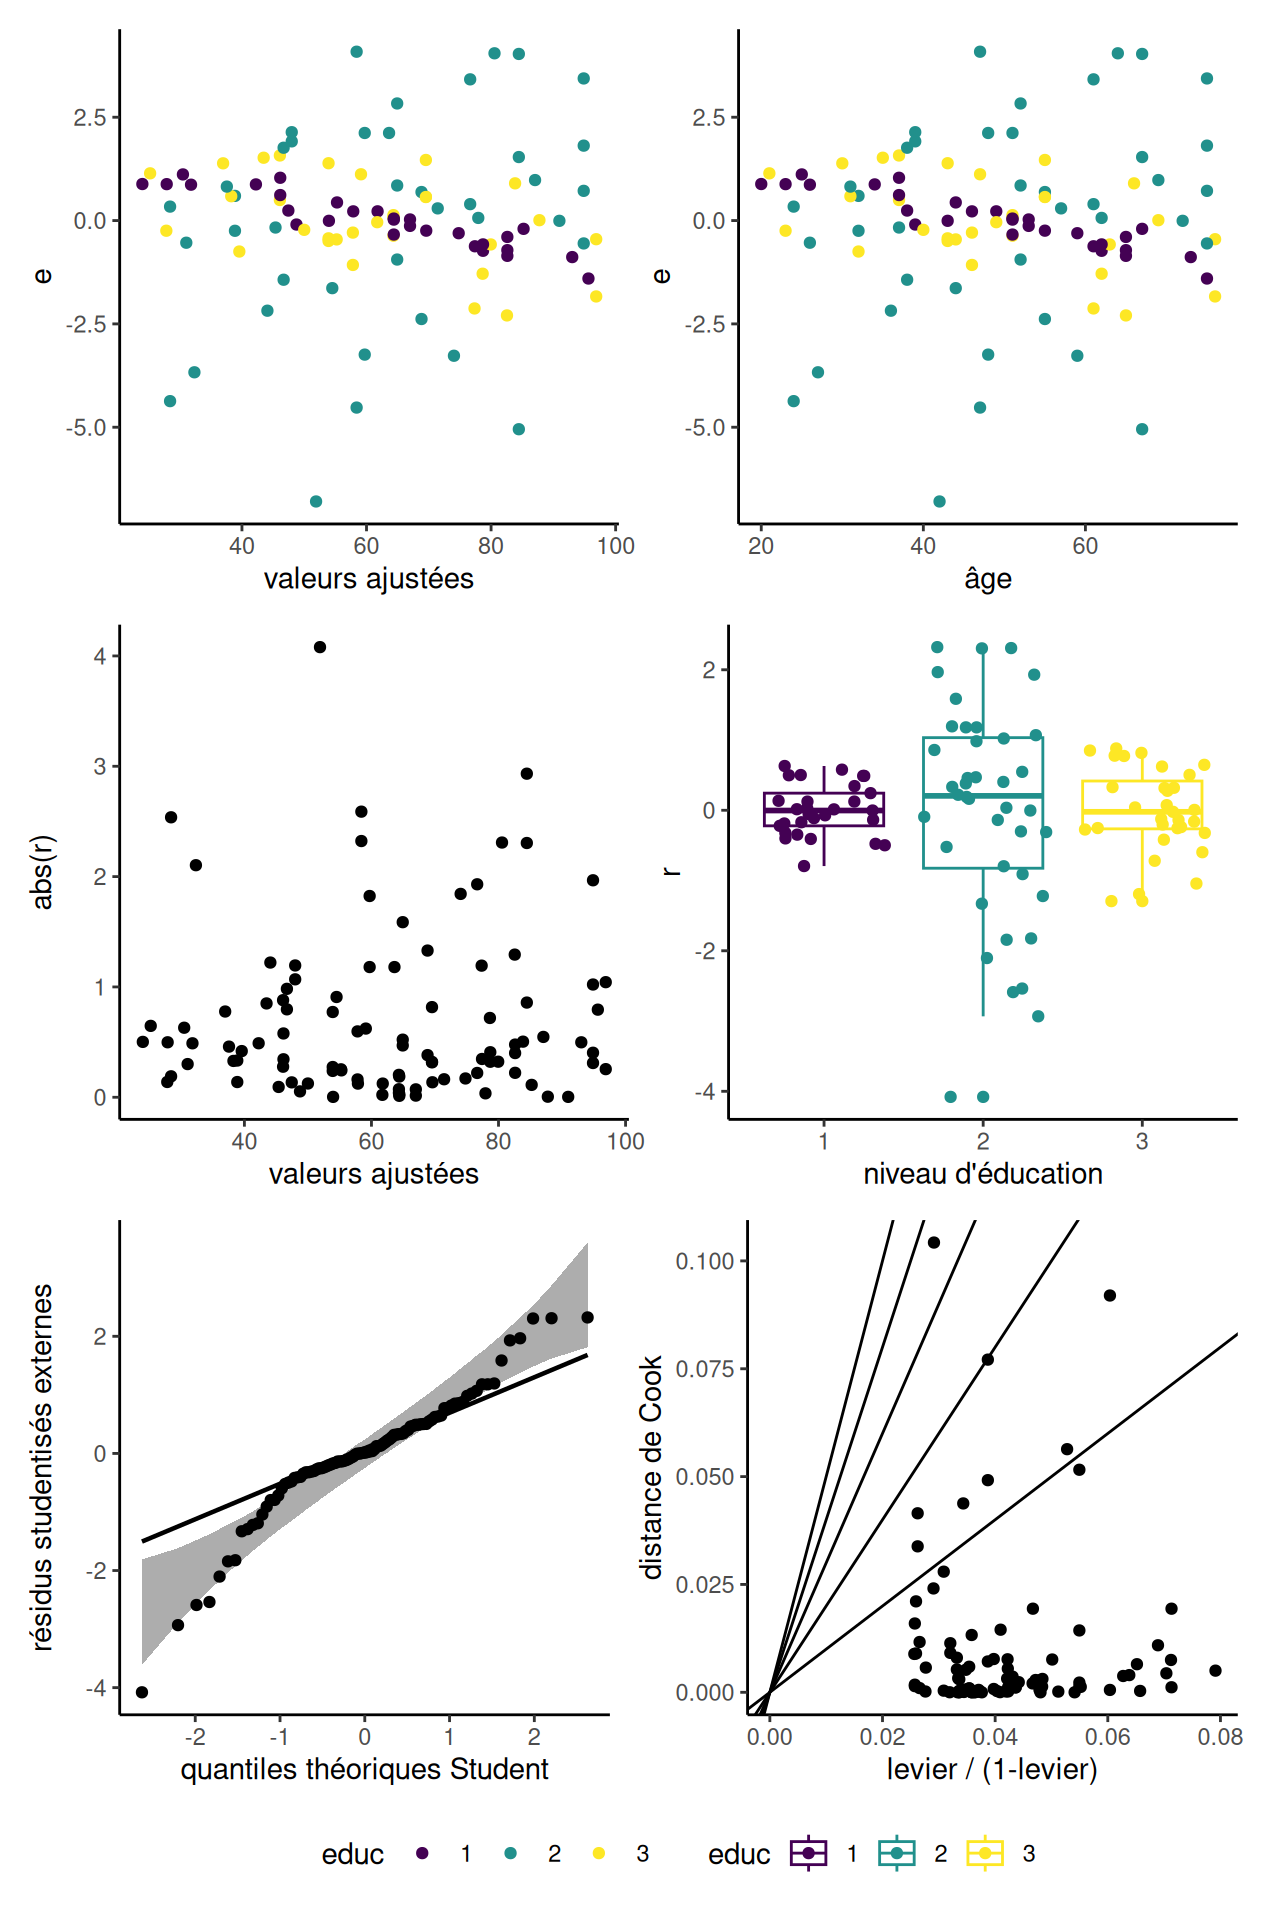 2.5
0.0
-2.5
-5.0
e
40 60 80 100
valeurs ajustées
2.5
0.0
-2.5
-5.0
e
20 40 60
âge
4
3
2
1
0
abs(r)
40 60 80 100
valeurs ajustées
2
0
-2
-4
r
1 2 3
niveau d'éducation
2
0
-2
-4
résidus studentisés externes
-2 -1 0 1 2
quantiles théoriques Student
0.100
0.075
0.050
0.025
0.000
distance de Cook
0.00 0.02 0.04 0.06 0.08
levier / (1-levier)
educ 1 2 3 educ 1 2 3